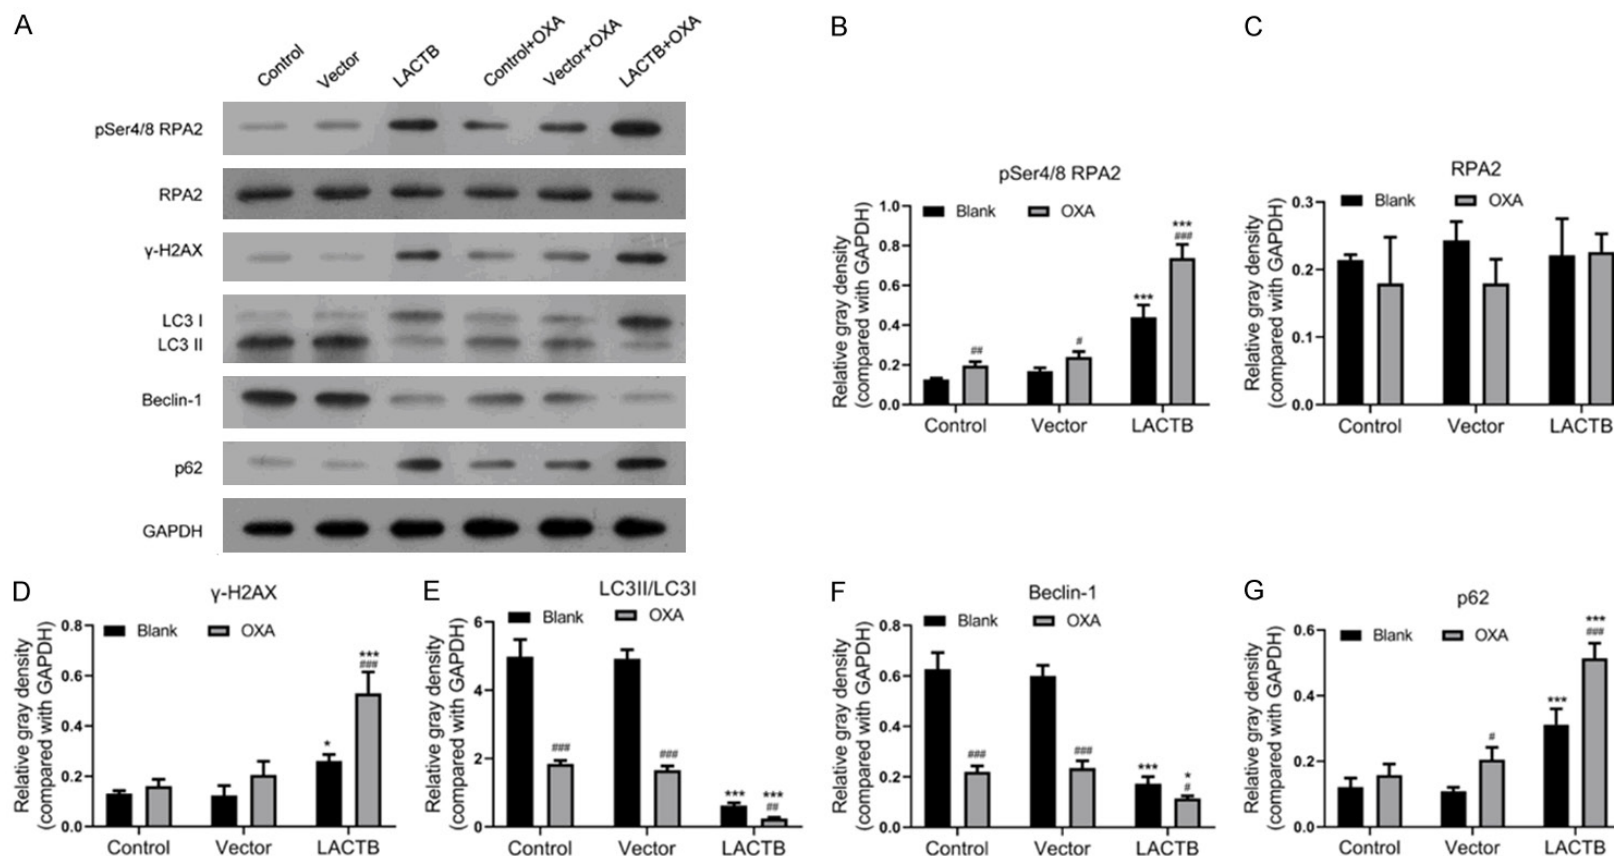 A
Control
Vector
LACTB
Control+OXA
Vector+OXA
LACTB+OXA
pSer4/8 RPA2
RPA2
γ-H2AX
LC3 I
LC3 II
Beclin-1
p62
GAPDH
B
pSer4/8 RPA2
Blank
OXA
Relative gray density
(compared with GAPDH)
1.0
0.8
0.6
0.4
0.2
0.0
##
#
***
***
###
Control
Vector
LACTB
C
RPA2
Blank
OXA
Relative gray density
(compared with GAPDH)
0.3
0.2
0.1
0.0
Control
Vector
LACTB
D
γ-H2AX
Blank
OXA
Relative gray density
(compared with GAPDH)
0.8
0.6
0.4
0.2
0.0
*
***
###
Control
Vector
LACTB
E
LC3II/LC3I
Blank
OXA
Relative gray density
(compared with GAPDH)
6
4
2
0
###
###
***
***
##
Control
Vector
LACTB
F
Beclin-1
Blank
OXA
Relative gray density
(compared with GAPDH)
0.8
0.6
0.4
0.2
0.0
###
###
***
*
#
Control
Vector
LACTB
G
p62
Blank
OXA
Relative gray density
(compared with GAPDH)
0.6
0.4
0.2
0.0
#
***
***
###
Control
Vector
LACTB